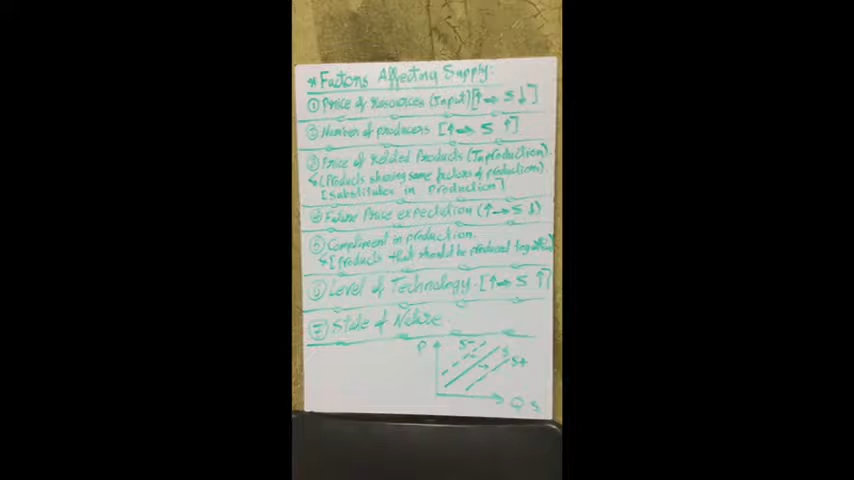 * Factors Affecting Supply:
① Price of resources (Input) [↑ → S ↓]
② Number of producers [↑ → S ↑]
③ Price of related Products (In production).
↳ (Products sharing same factors of productions).
[substitutes in production]
④ Future Price expectation (↑ → S ↓)
⑤ Compliment in production.
↳ [products that should be produced together]
⑥ Level of Technology. [↑ → S ↑]
⑦ State of Nature.
P S- S S+
Q s